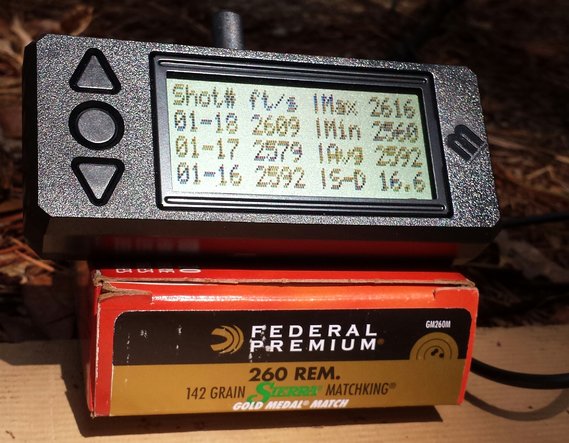 Shot# ft/s |Max 2616
01-18 2609 |Min 2560
01-17 2579 |Avg 2592
01-16 2592 |S-D 16.6
m
FEDERAL
PREMIUM
GM260M
260 REM.
142 GRAIN SIERRA MATCHKING®
GOLD MEDAL® MATCH